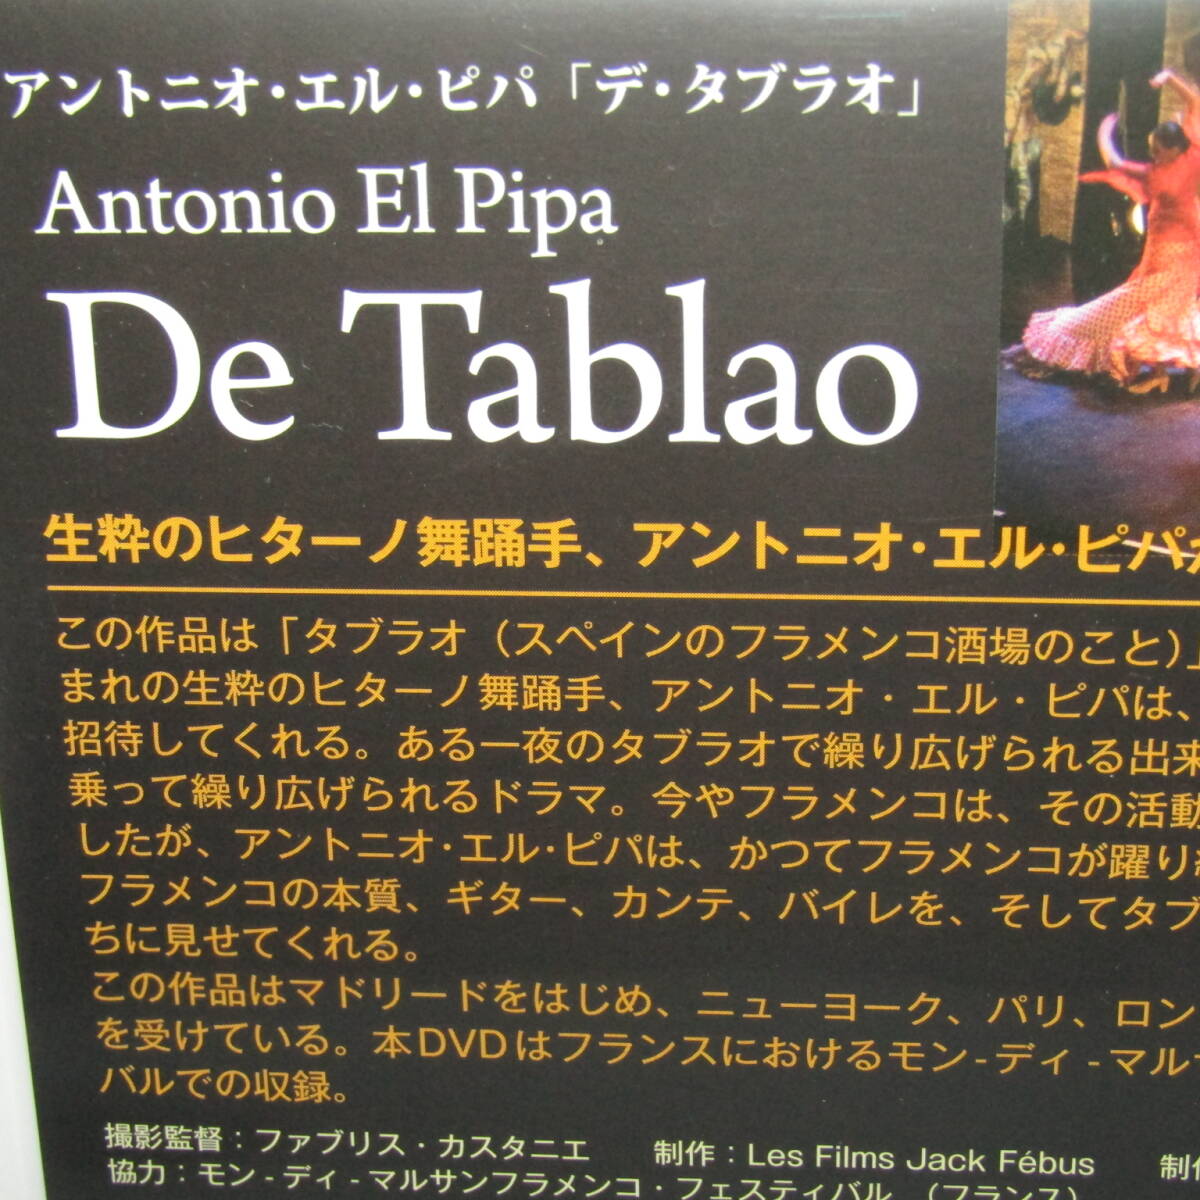 アントニオ・エル・ピパ「デ・タブラオ」
Antonio El Pipa
De Tablao
生粋のヒターノ舞踊手、アントニオ・エル・ピパが
この作品は「タブラオ（スペインのフラメンコ酒場のこと）」
まれの生粋のヒターノ舞踊手、アントニオ・エル・ピパは、
招待してくれる。ある一夜のタブラオで繰り広げられる出来
乗って繰り広げられるドラマ。今やフラメンコは、その活動
したが、アントニオ・エル・ピパは、かつてフラメンコが躍り
フラメンコの本質、ギター、カンテ、バイレを、そしてタブ
ちに見せてくれる。
この作品はマドリードをはじめ、ニューヨーク、パリ、ロン
を受けている。本DVDはフランスにおけるモン-ディ-マル
バルでの収録。
撮影監督：ファブリス・カスタニエ 制作：Les Films Jack Fébus 制
協力：モン-ディ-マルサンフラメンコ・フェスティバル （フランス）